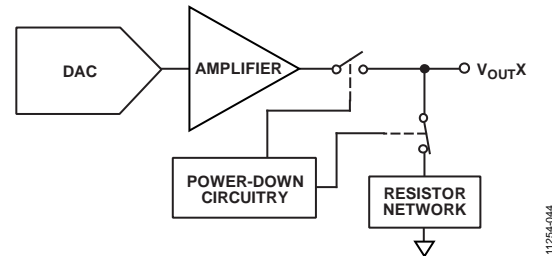 DAC
AMPLIFIER
VOUTX
POWER-DOWN
CIRCUITRY
RESISTOR
NETWORK
11254-044